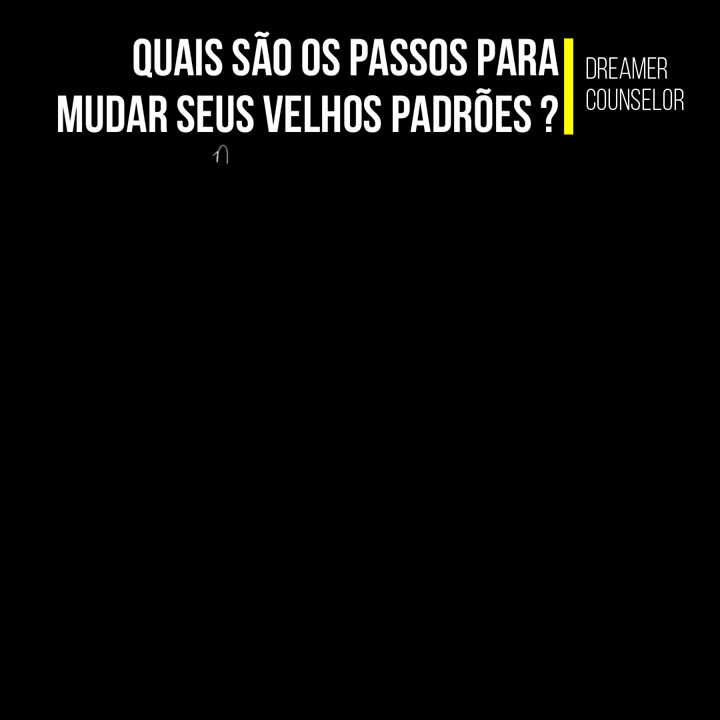 QUAIS SÃO OS PASSOS PARA
MUDAR SEUS VELHOS PADRÕES ?
DREAMER
COUNSELOR